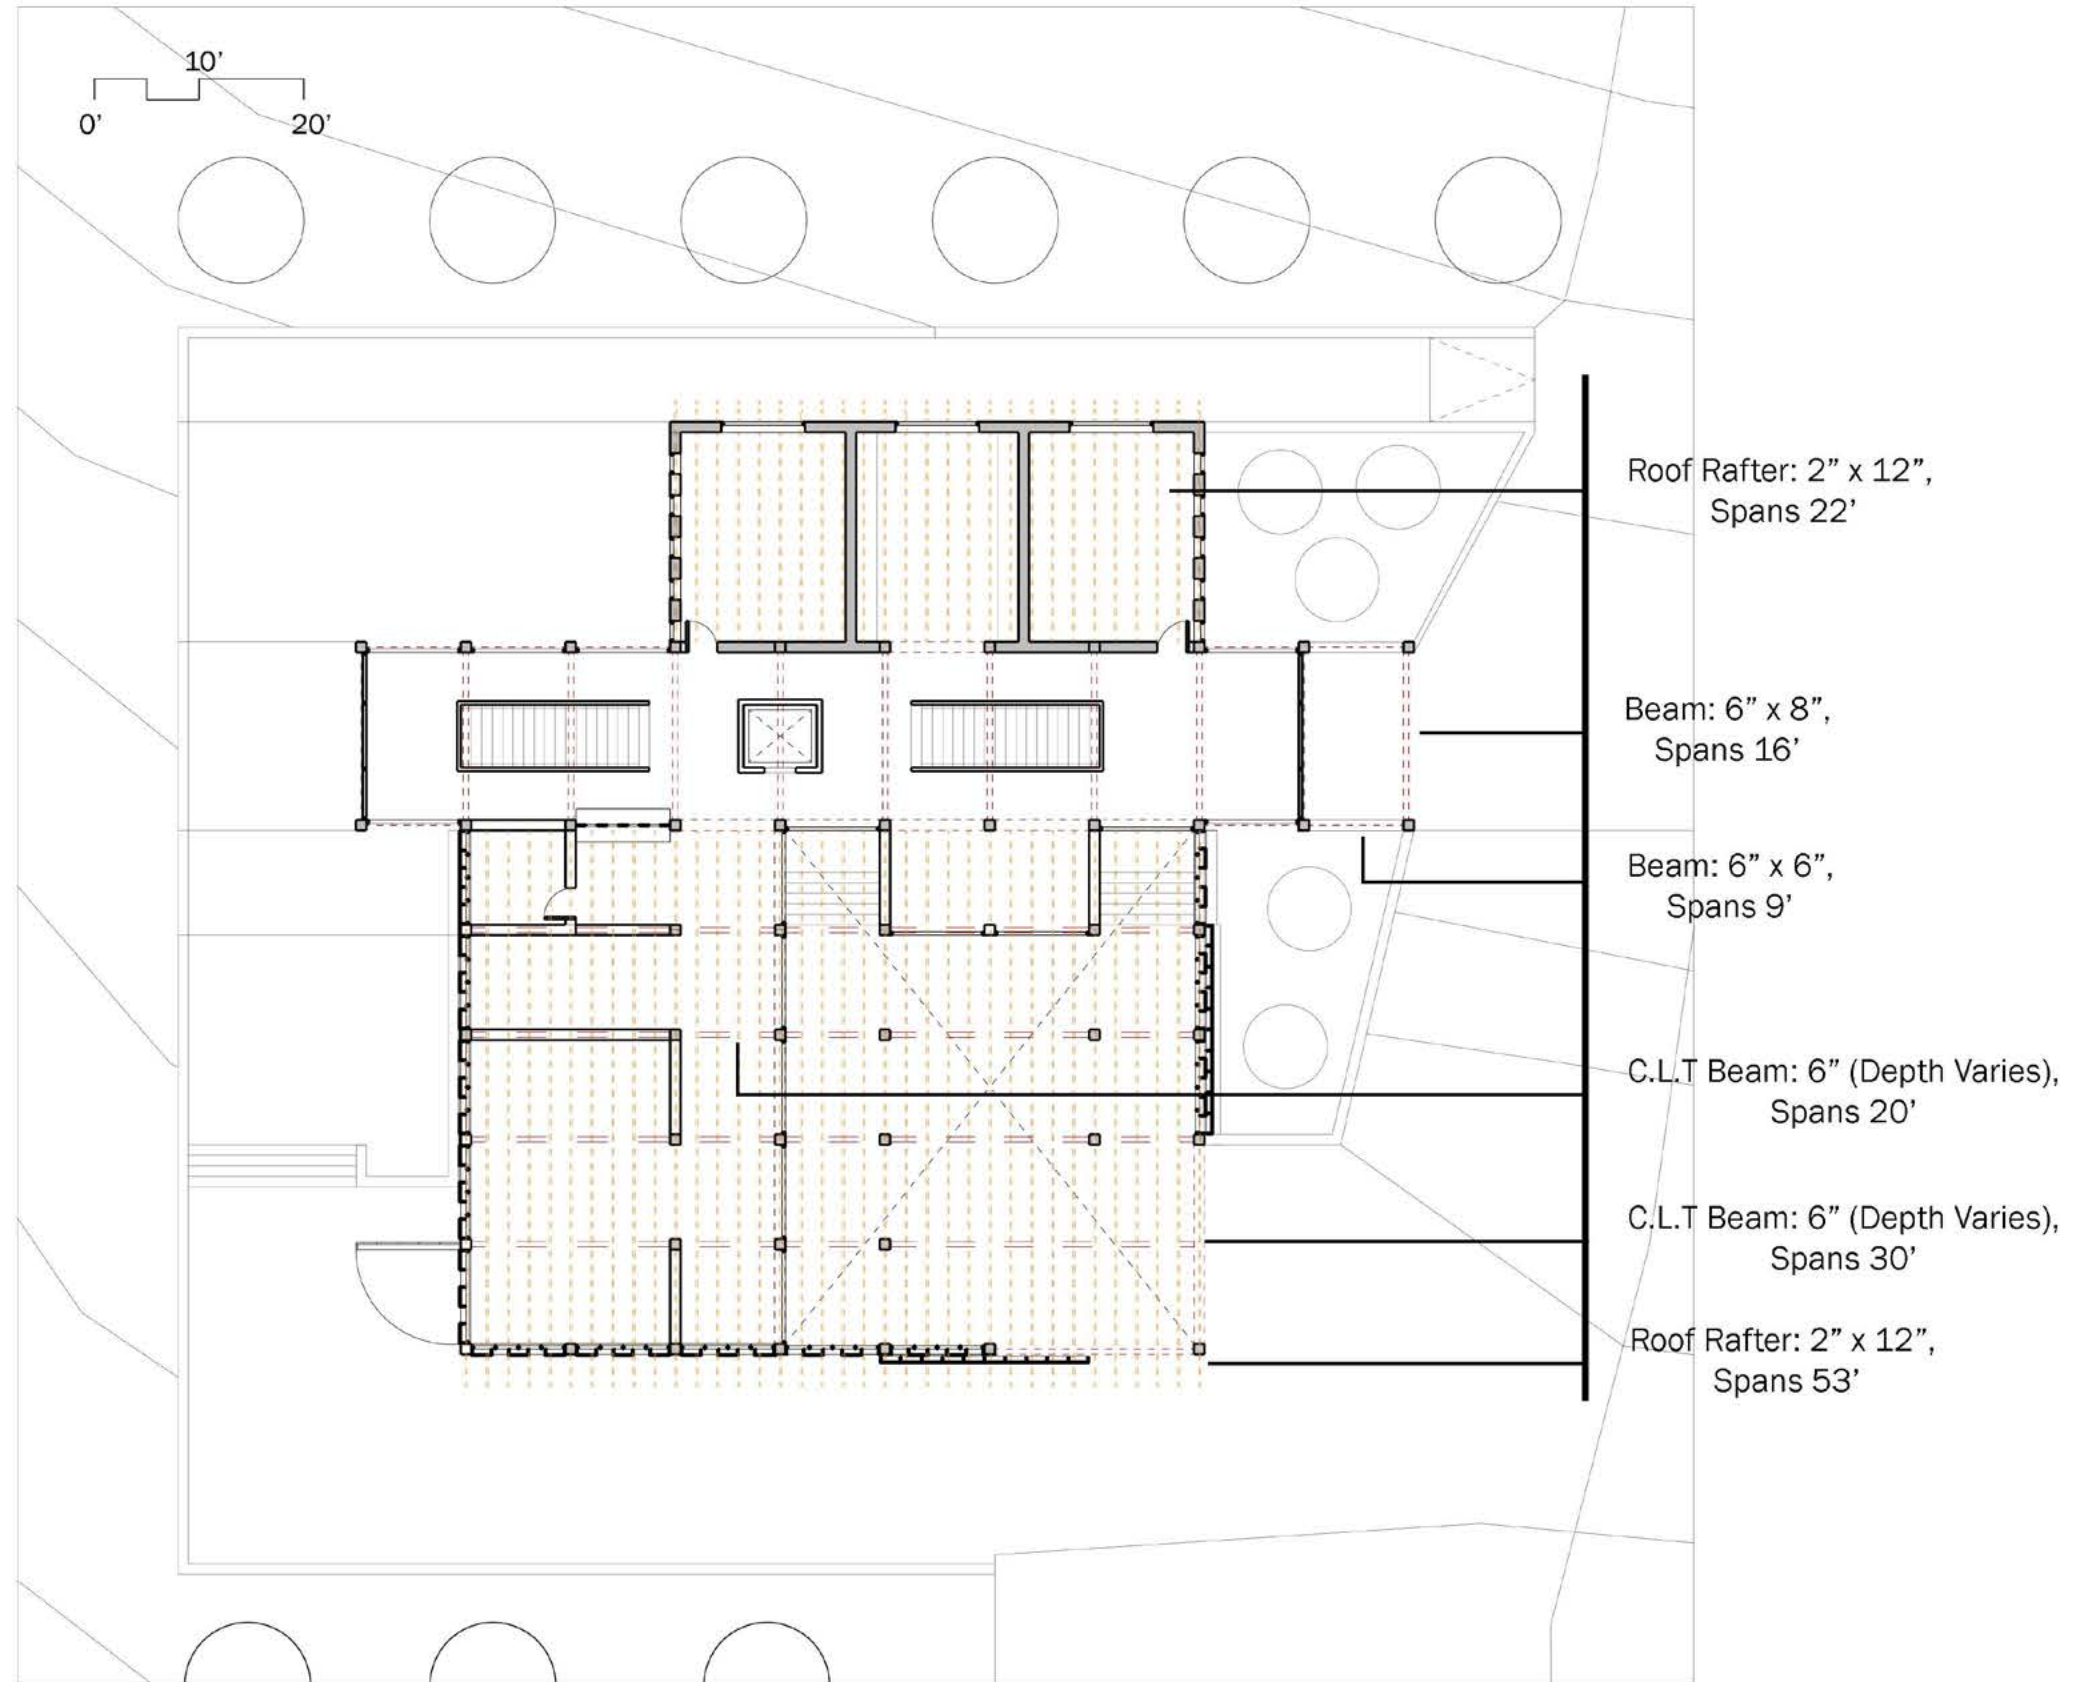 10’
0’
20’
Roof Rafter: 2” x 12”,
Spans 22’
Beam: 6” x 8”,
Spans 16’
Beam: 6” x 6”,
Spans 9’
C.L.T Beam: 6” (Depth Varies),
Spans 20’
C.L.T Beam: 6” (Depth Varies),
Spans 30’
Roof Rafter: 2” x 12”,
Spans 53’